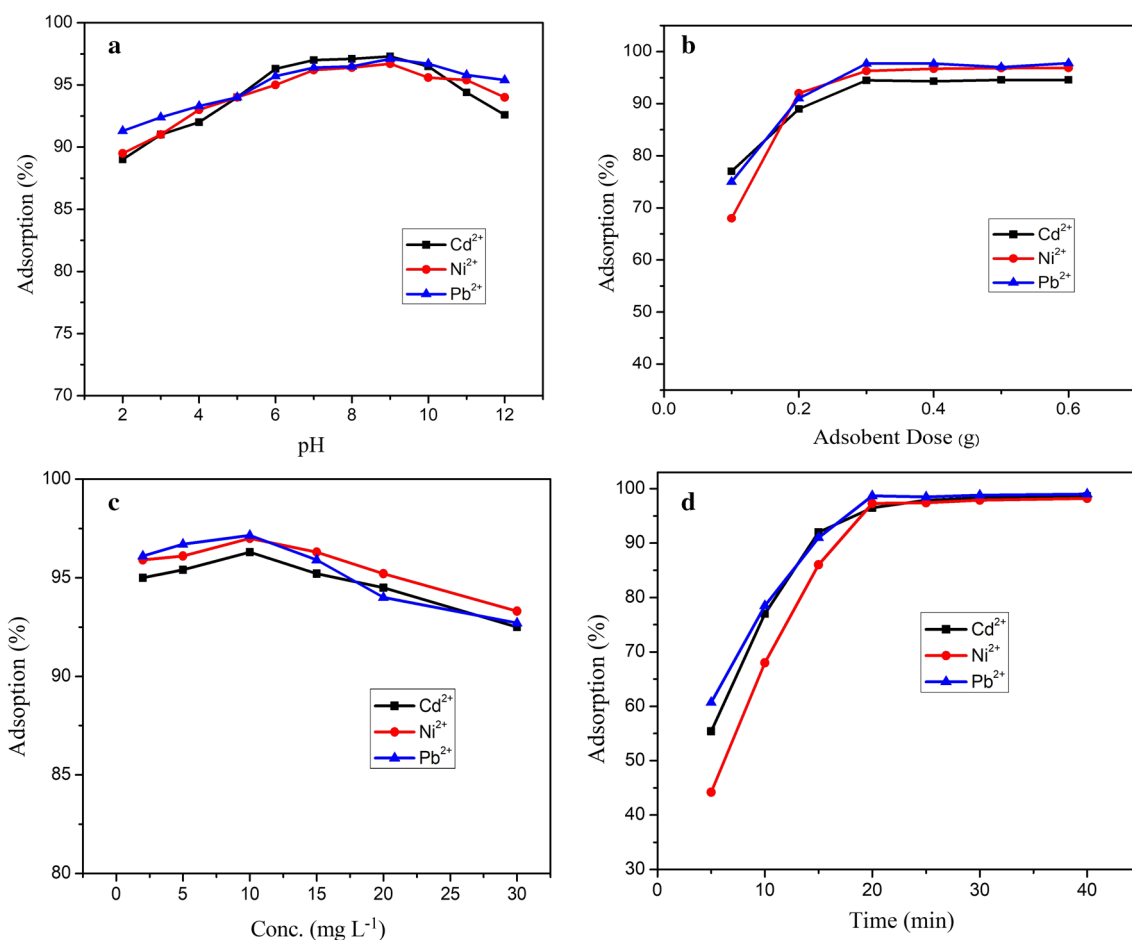 a
100
95
90
85
80
75
70
Adsorption (%)
Cd²⁺
Ni²⁺
Pb²⁺
2 4 6 8 10 12
pH
b
100
90
80
70
60
50
40
Adsorption (%)
Cd²⁺
Ni²⁺
Pb²⁺
0.0 0.2 0.4 0.6
Adsobent Dose (g)
c
100
95
90
85
80
Adsoption (%)
Cd²⁺
Ni²⁺
Pb²⁺
0 5 10 15 20 25 30
Conc. (mg L⁻¹)
d
100
90
80
70
60
50
40
30
Adsorption (%)
Cd²⁺
Ni²⁺
Pb²⁺
0 10 20 30 40
Time (min)